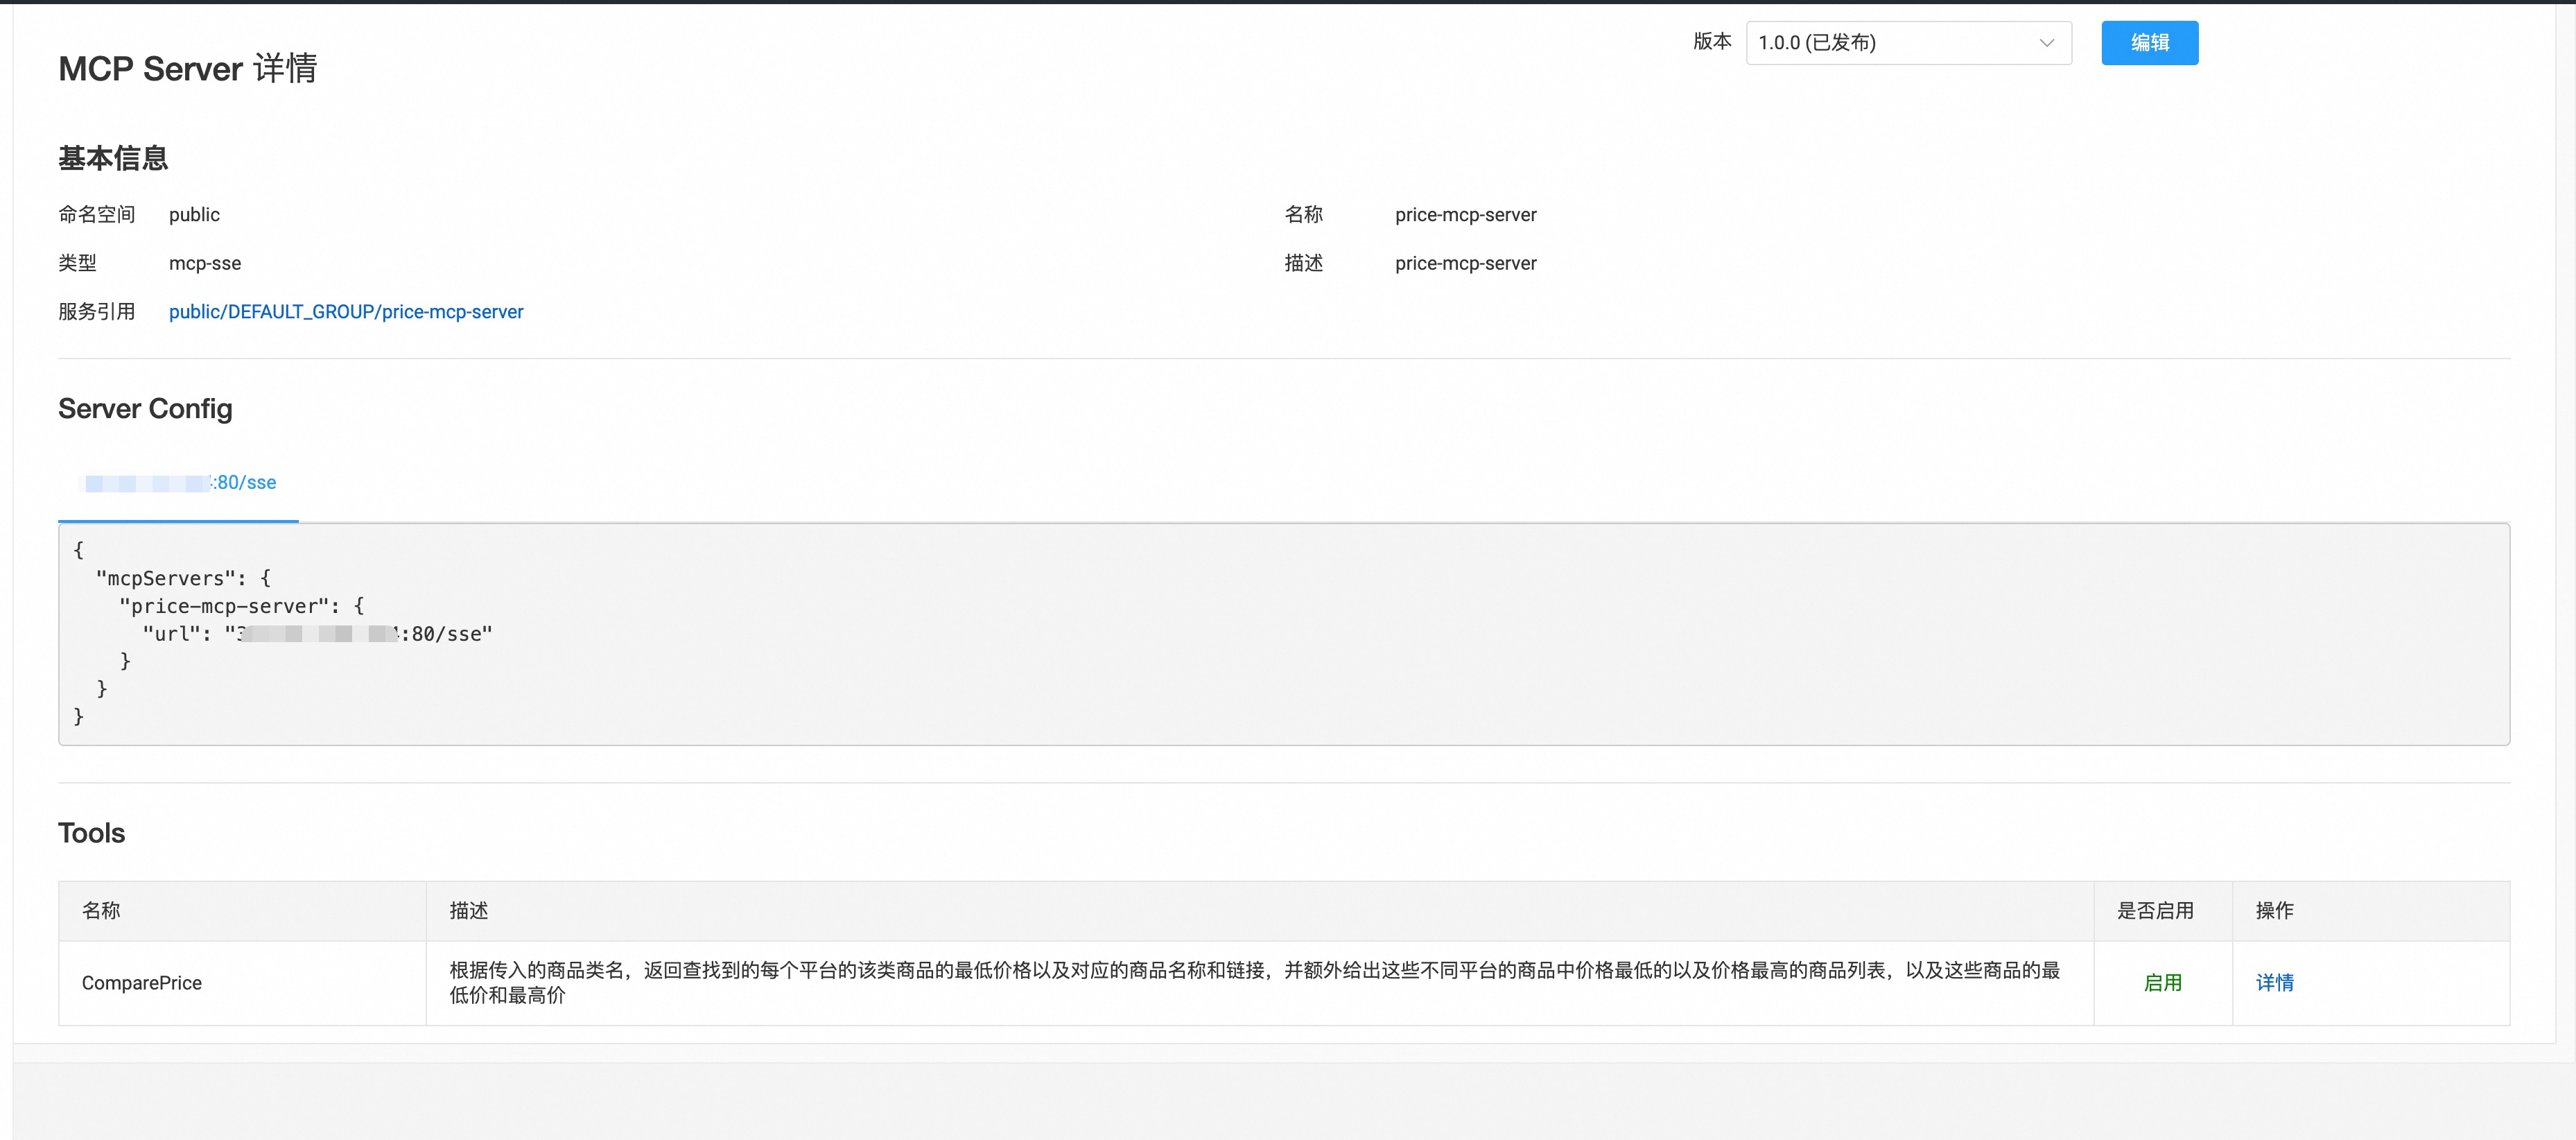 MCP Server 详情
版本 1.0.0 (已发布) 编辑
基本信息
命名空间 public 名称 price-mcp-server
类型 mcp-sse 描述 price-mcp-server
服务引用 public/DEFAULT_GROUP/price-mcp-server
Server Config
:80/sse
{
"mcpServers": {
"price-mcp-server": {
"url": ":80/sse"
}
}
}
Tools
名称 描述 是否启用 操作
ComparePrice 根据传入的商品类名，返回查找到的每个平台的该类商品的最低价格以及对应的商品名称和链接，并额外给出这些不同平台的商品中价格最低的以及价格最高的商品列表，以及这些商品的最 启用 详情
低价和最高价